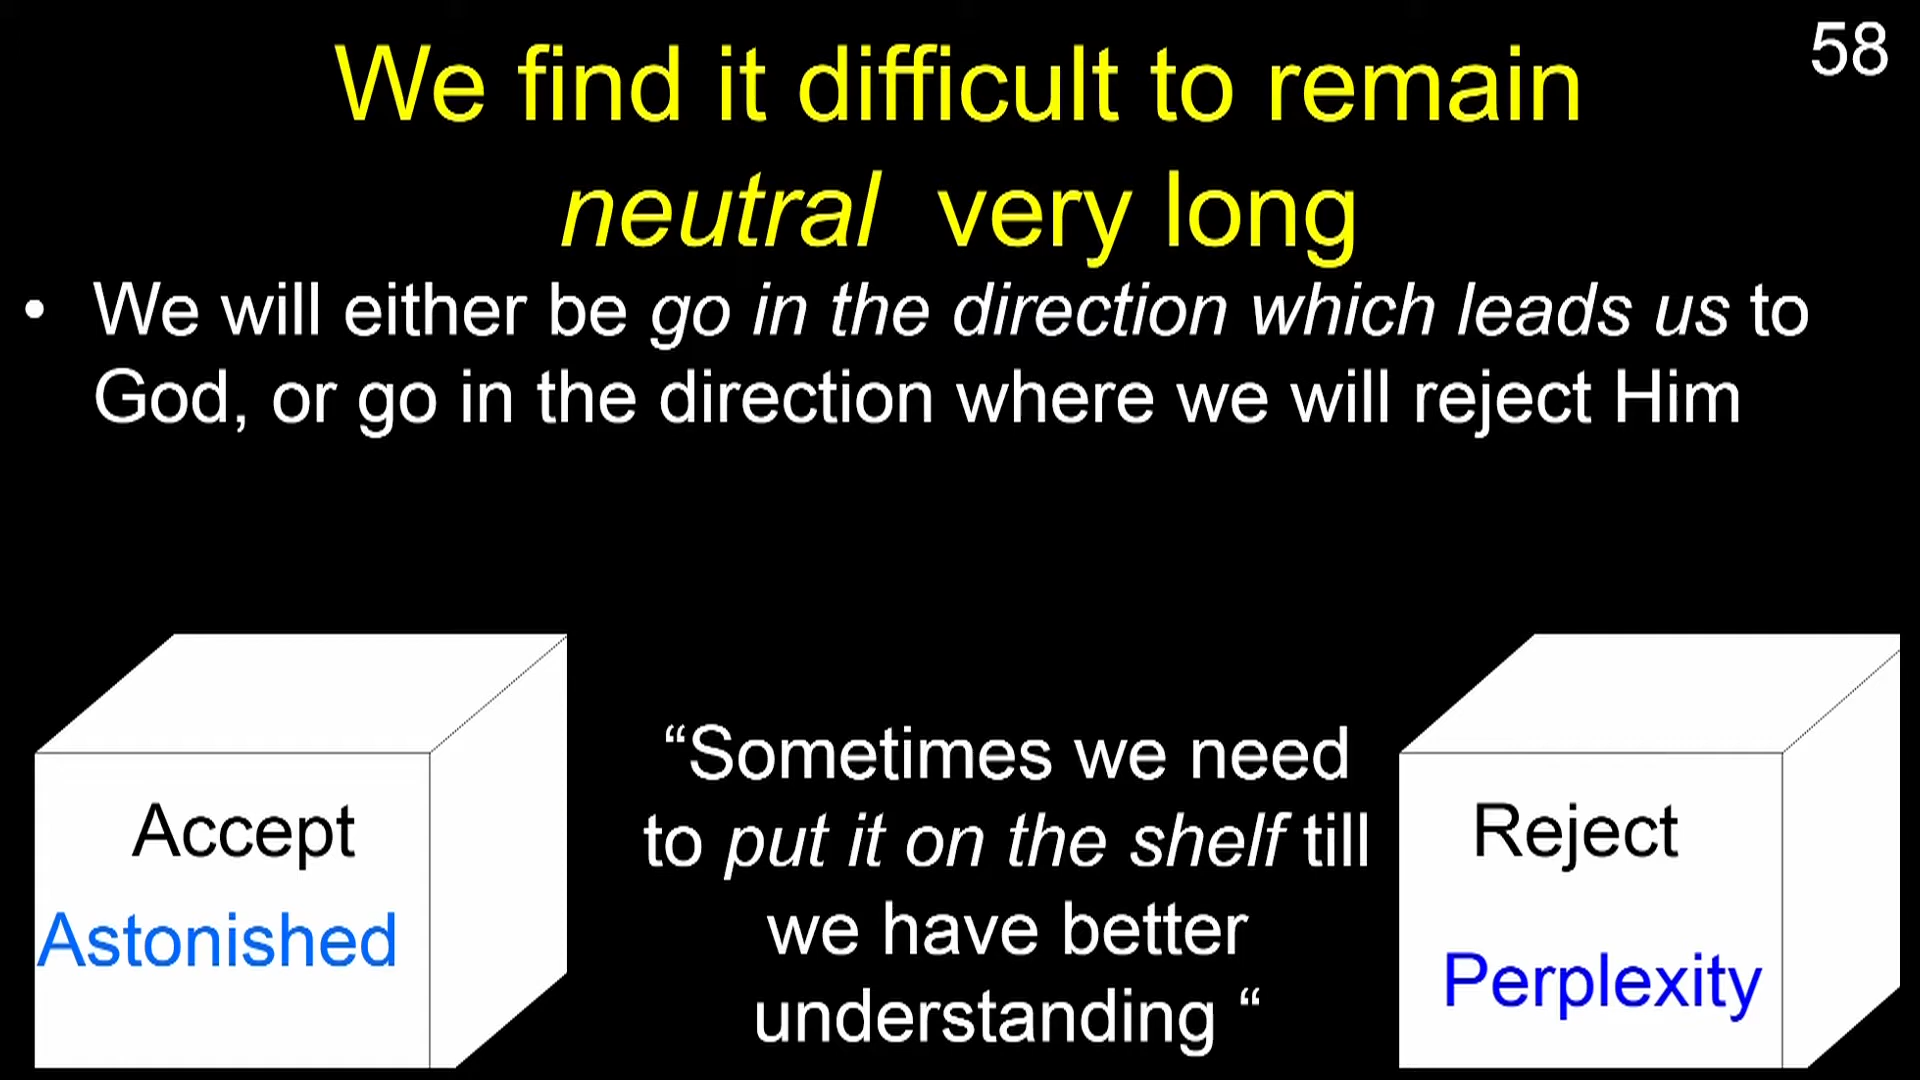 58
We find it difficult to remain
neutral very long
• We will either be go in the direction which leads us to
God, or go in the direction where we will reject Him
Accept
Astonished
“Sometimes we need
to put it on the shelf till
we have better
understanding “
Reject
Perplexity